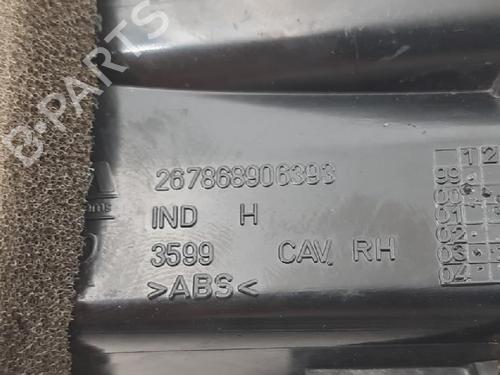 B-PARTS
267868906393
IND H
3599 CAV. RH
>ABS<
1 2
99
00
01
02
03
04